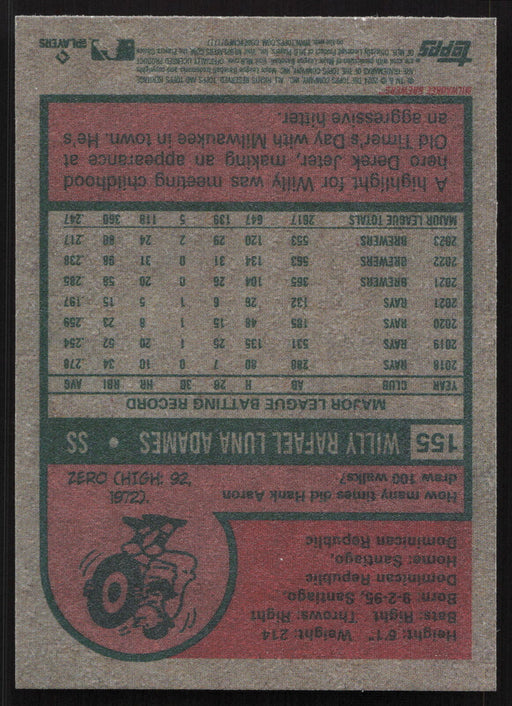 Height: 6'1" Weight: 214
Bats: Right Throws: Right
Born: 9-2-95, Santiago,
Dominican Republic
Home: Santiago,
Dominican Republic
How many times did Hank Aaron
draw 100 walks?
ZERO (HIGH: 92,
1972).
155 WILLY RAFAEL LUNA ADAMES • SS
MAJOR LEAGUE BATTING RECORD
YEAR CLUB AB H 2B 3B HR RBI AVG
2018 RAYS 288 80 7 0 10 34 .278
2019 RAYS 531 135 25 1 20 52 .254
2020 RAYS 185 48 15 1 8 23 .259
2021 RAYS 132 26 6 1 5 15 .197
2021 BREWERS 365 104 26 0 20 58 .285
2022 BREWERS 563 134 31 0 31 98 .238
2023 BREWERS 553 120 29 2 24 80 .217
MAJOR LEAGUE TOTALS 2617 647 139 5 118 360 .247
A highlight for Willy was meeting childhood
hero Derek Jeter, making an appearance at
Old Timer's Day with Milwaukee in town. He's
an aggressive hitter.
MILWAUKEE BREWERS
topps
PLAYERS